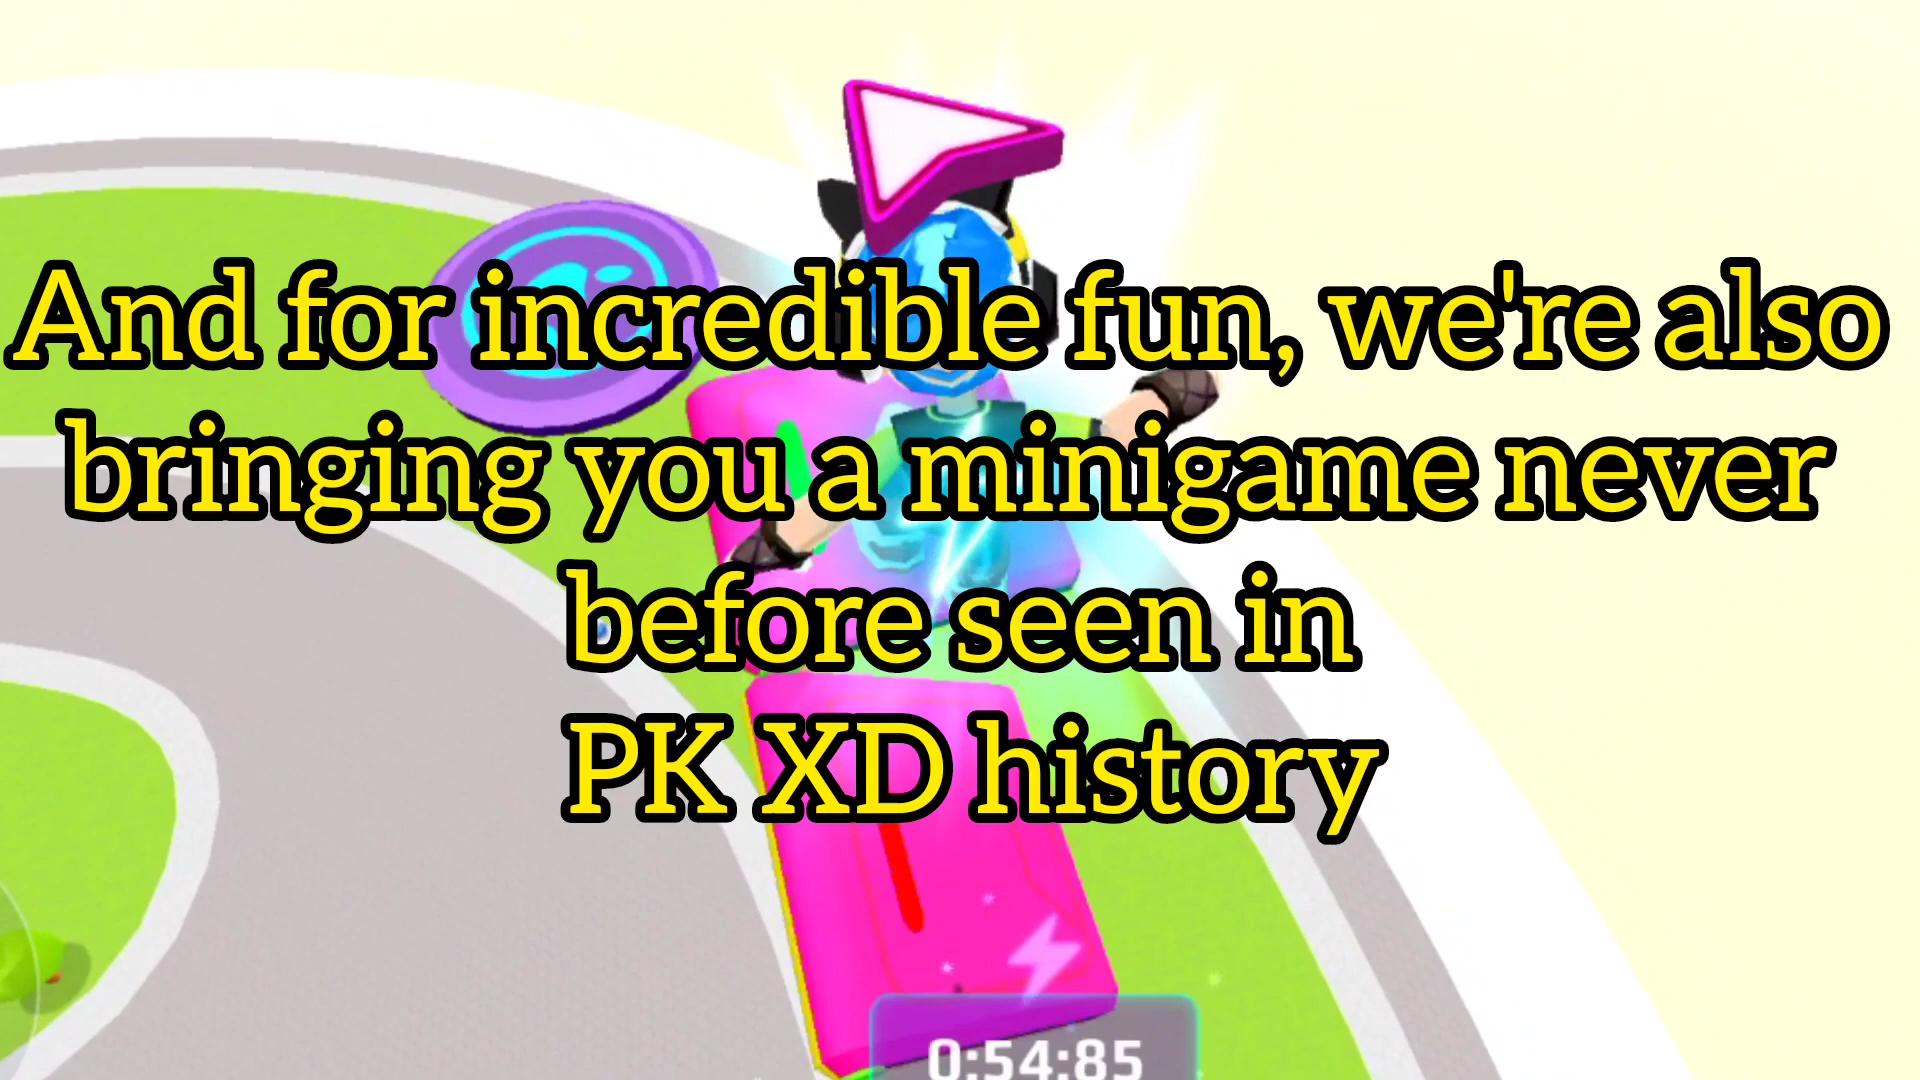 And for incredible fun, we're also
bringing you a minigame never
before seen in
PK XD history
0:54:85